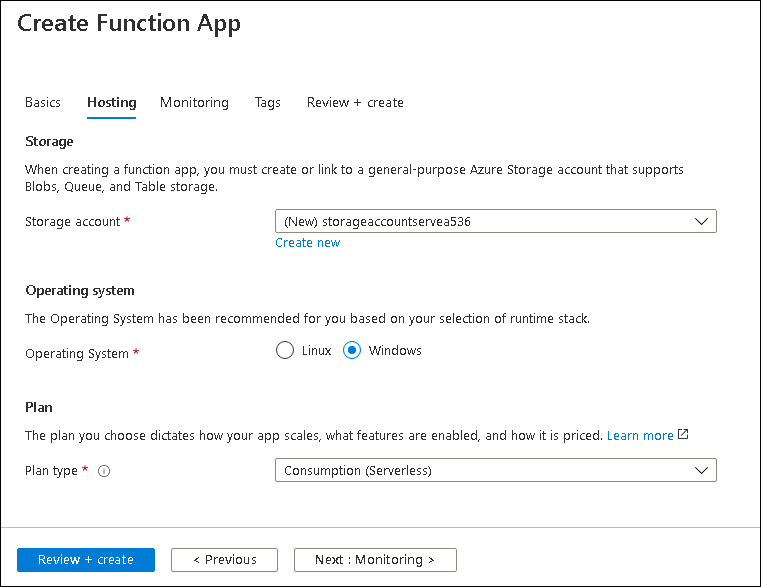 Create Function App
Basics Hosting Monitoring Tags Review + create
Storage
When creating a function app, you must create or link to a general-purpose Azure Storage account that supports
Blobs, Queue, and Table storage.
Storage account * (New) storageaccountservea536
Create new
Operating system
The Operating System has been recommended for you based on your selection of runtime stack.
Operating System * Linux Windows
Plan
The plan you choose dictates how your app scales, what features are enabled, and how it is priced. Learn more
Plan type * Consumption (Serverless)
Review + create < Previous Next : Monitoring >